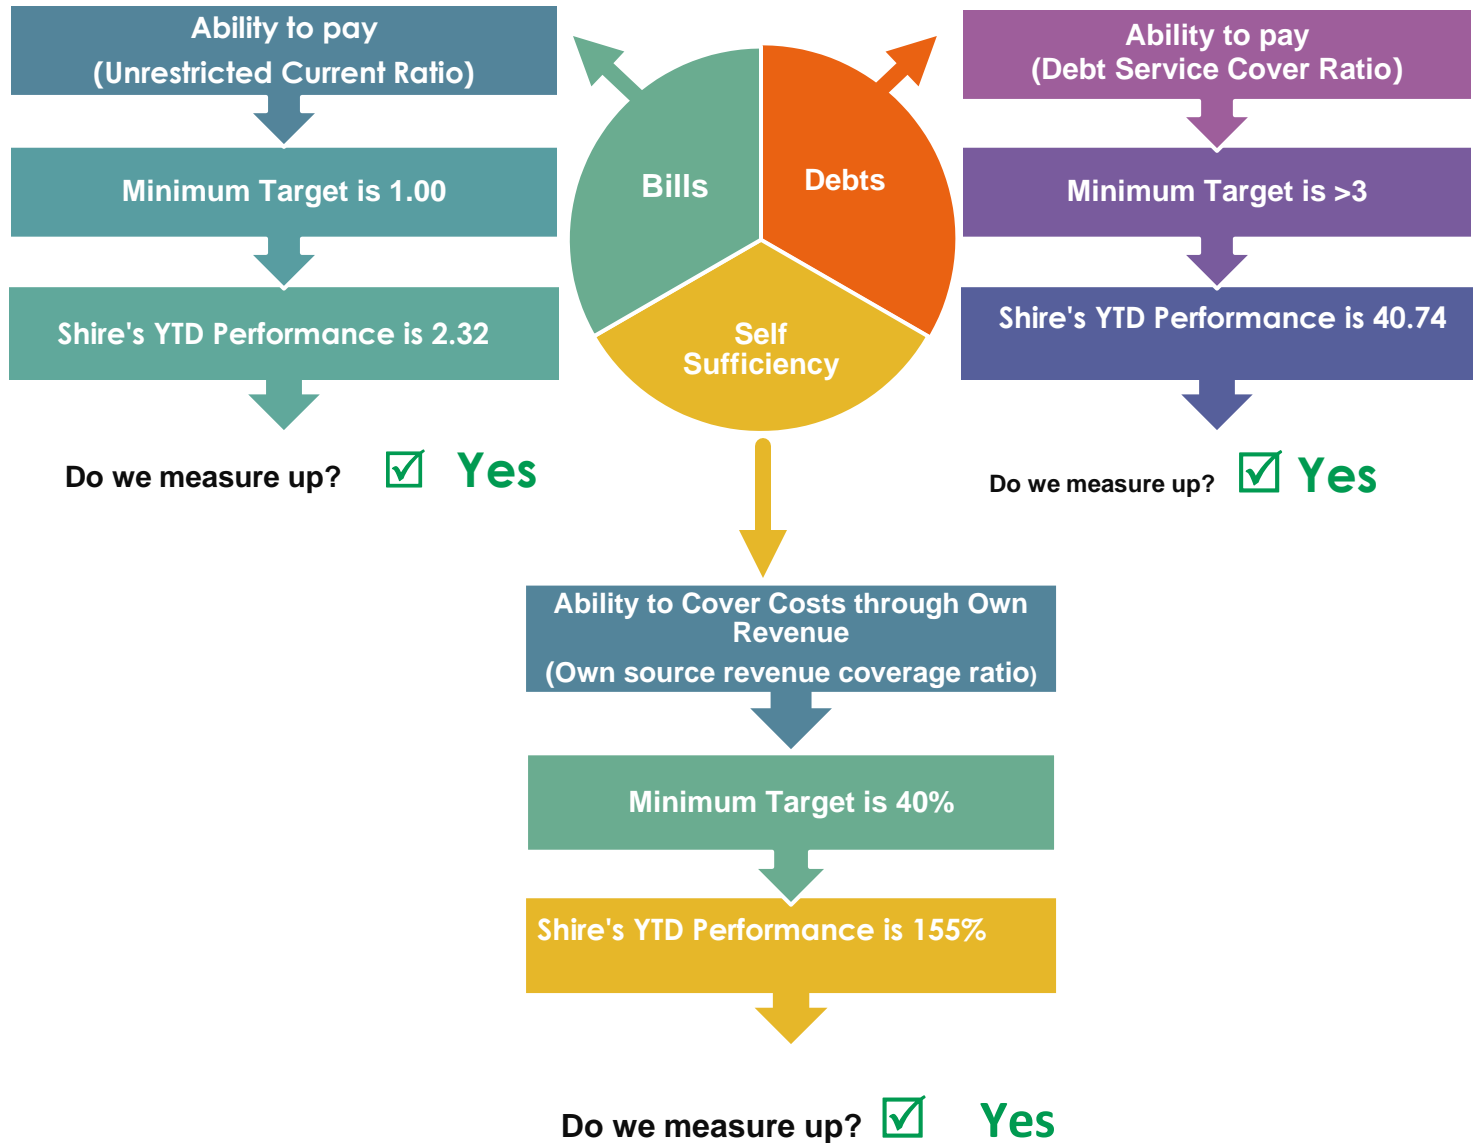 Ability to pay
(Unrestricted Current Ratio)
Minimum Target is 1.00
Shire's YTD Performance is 2.32
Do we measure up? ☑ Yes
Bills
Debts
Self
Sufficiency
Ability to pay
(Debt Service Cover Ratio)
Minimum Target is >3
Shire's YTD Performance is 40.74
Do we measure up? ☑ Yes
Ability to Cover Costs through Own
Revenue
(Own source revenue coverage ratio)
Minimum Target is 40%
Shire's YTD Performance is 155%
Do we measure up? ☑ Yes